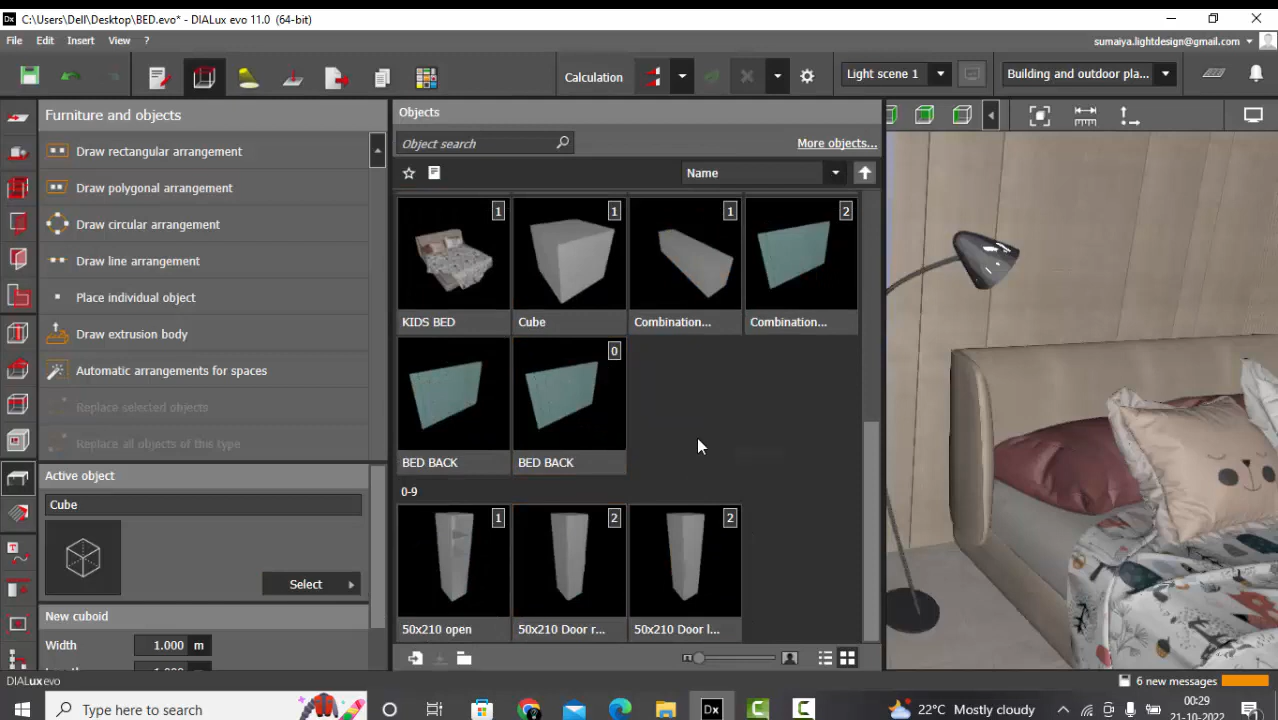 C:\Users\Dell\Desktop\BED.evo* - DIALux evo 11.0 (64-bit)
File Edit Insert View ?
sumaiya.lightdesign@gmail.com
Calculation
Light scene 1
Building and outdoor pla...
Furniture and objects
Draw rectangular arrangement
Draw polygonal arrangement
Draw circular arrangement
Draw line arrangement
Place individual object
Draw extrusion body
Automatic arrangements for spaces
Replace selected objects
Replace all objects of this type
Active object
Cube
Select
New cuboid
Width 1.000 m
Objects
Object search
More objects...
Name
1 1 1 2
KIDS BED Cube Combination... Combination...
0
BED BACK BED BACK
0-9
1 2 2
50x210 open 50x210 Door r... 50x210 Door l...
DIALux evo
6 new messages
Type here to search
22°C Mostly cloudy
00:29
21-10-2022